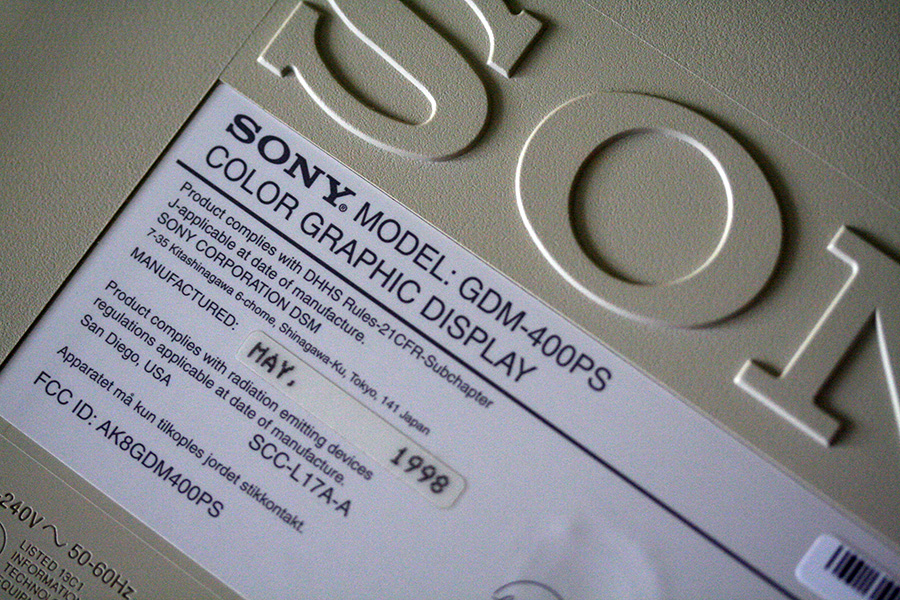 SON
SONY® MODEL: GDM-400PS
COLOR GRAPHIC DISPLAY
Product complies with DHHS Rules-21CFR-Subchapter
J-applicable at date of manufacture.
SONY CORPORATION DSM
7-35 Kitashinagawa 6-chome, Shinagawa-Ku, Tokyo, 141 Japan
MANUFACTURED: MAY, 1998
Product complies with radiation emitting devices
regulations applicable at date of manufacture.
San Diego, USA SCC-L17A-A
Apparatet må kun tilkoples jordet stikkontakt.
FCC ID: AK8GDM400PS
240V ~ 50-60Hz
LISTED 13C1
INFORMATION